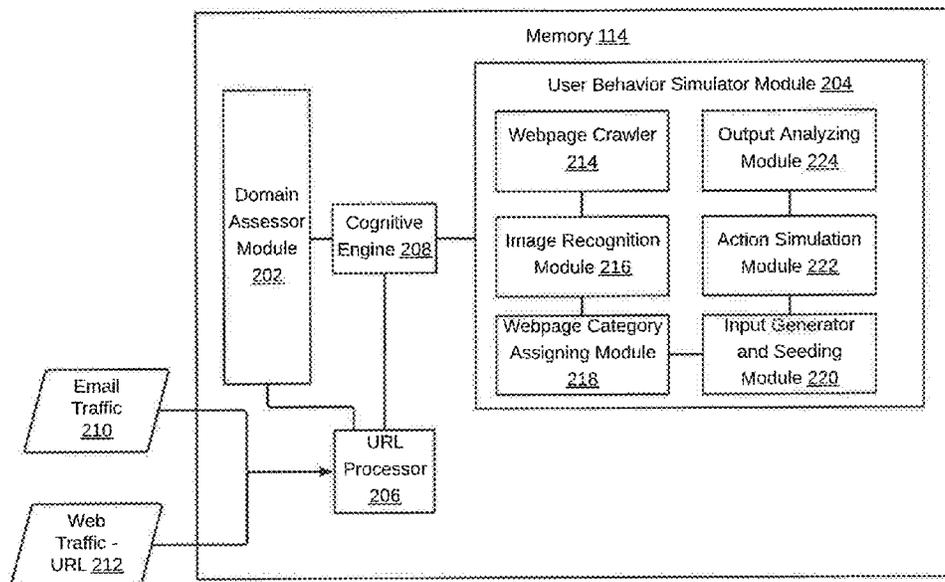 Memory 114
User Behavior Simulator Module 204
Webpage Crawler
214
Output Analyzing
Module 224
Domain
Assessor
Module
202
Cognitive
Engine 208
Image Recognition
Module 216
Action Simulation
Module 222
Webpage Category
Assigning Module
218
Input Generator
and Seeding
Module 220
Email
Traffic
210
URL
Processor
206
Web
Traffic -
URL 212